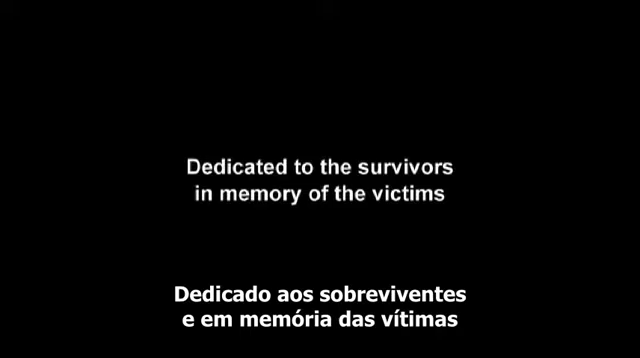 Dedicated to the survivors
in memory of the victims
Dedicado aos sobreviventes
e em memória das vítimas